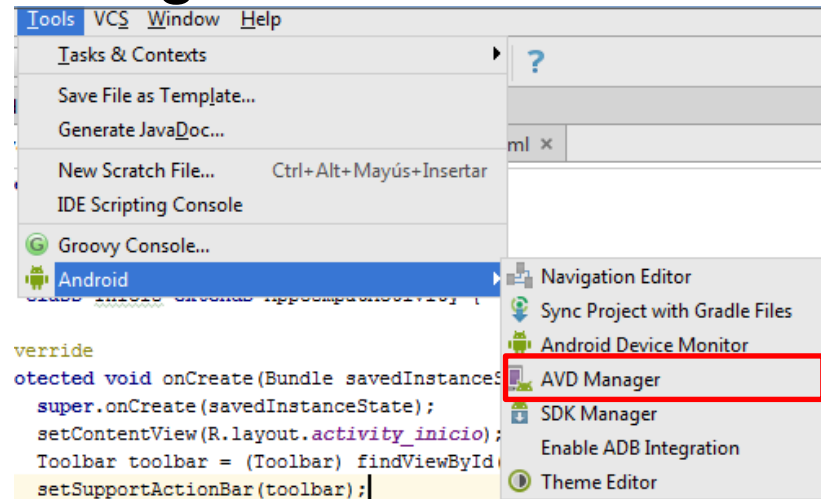 Tools VCS Window Help
Tasks & Contexts
?
Save File as Template...
Generate JavaDoc...
ml ×
New Scratch File... Ctrl+Alt+Mayús+Insertar
IDE Scripting Console
Groovy Console...
Android
Navigation Editor
Sync Project with Gradle Files
Android Device Monitor
AVD Manager
SDK Manager
Enable ADB Integration
Theme Editor
verride
otected void onCreate(Bundle savedInstanceS
super.onCreate(savedInstanceState);
setContentView(R.layout.activity_inicio);
Toolbar toolbar = (Toolbar) findViewById(
setSupportActionBar(toolbar);